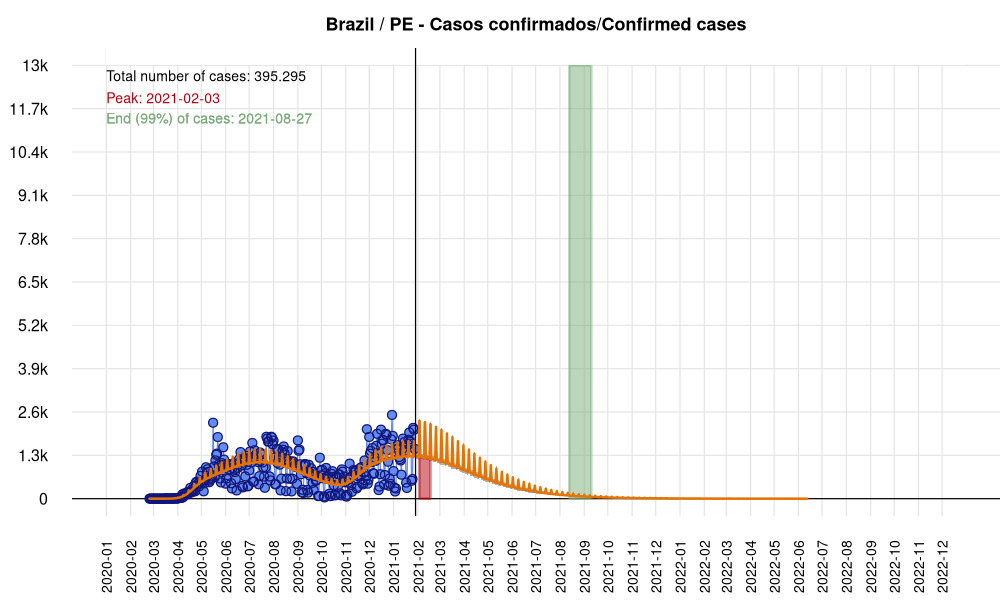 Brazil / PE - Casos confirmados/Confirmed cases
Total number of cases: 395.295
Peak: 2021-02-03
End (99%) of cases: 2021-08-27
13k
11.7k
10.4k
9.1k
7.8k
6.5k
5.2k
3.9k
2.6k
1.3k
0
2020-01
2020-02
2020-03
2020-04
2020-05
2020-06
2020-07
2020-08
2020-09
2020-10
2020-11
2020-12
2021-01
2021-02
2021-03
2021-04
2021-05
2021-06
2021-07
2021-08
2021-09
2021-10
2021-11
2021-12
2022-01
2022-02
2022-03
2022-04
2022-05
2022-06
2022-07
2022-08
2022-09
2022-10
2022-11
2022-12